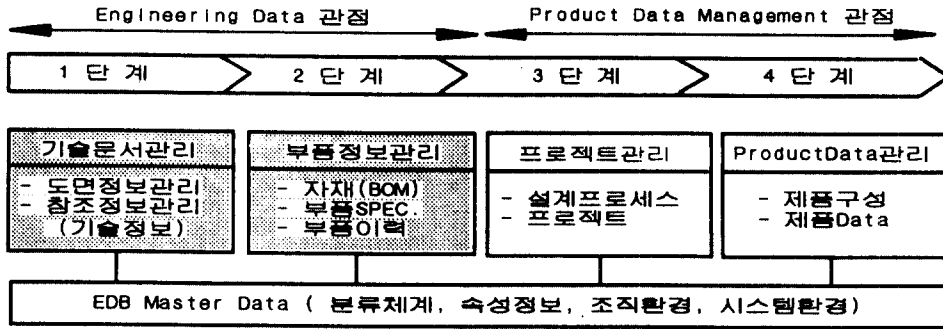 Engineering Data 관점 Product Data Management 관점
1 단 계 2 단 계 3 단 계 4 단 계
기술문서관리
- 도면정보관리
- 참조정보관리
(기술정보)
부품정보관리
- 자재(BOM)
- 부품SPEC.
- 부품이력
프로젝트관리
- 설계프로세스
- 프로젝트
ProductData관리
- 제품구성
- 제품Data
EDB Master Data ( 분류체계, 속성정보, 조직환경, 시스템환경)